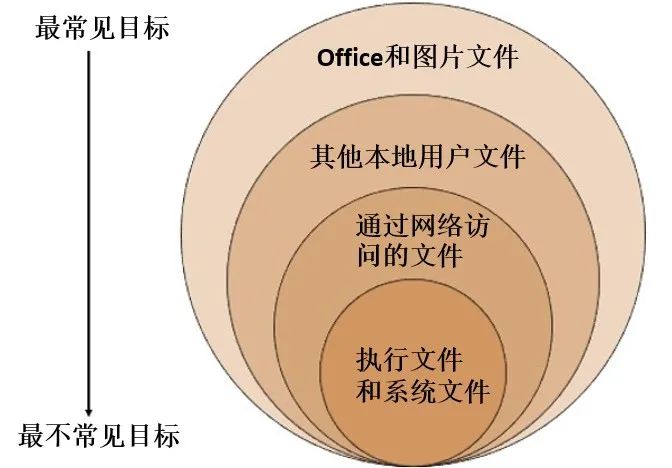 最常见目标
Office和图片文件
其他本地用户文件
通过网络访
问的文件
执行文件
和系统文件
最不常见目标